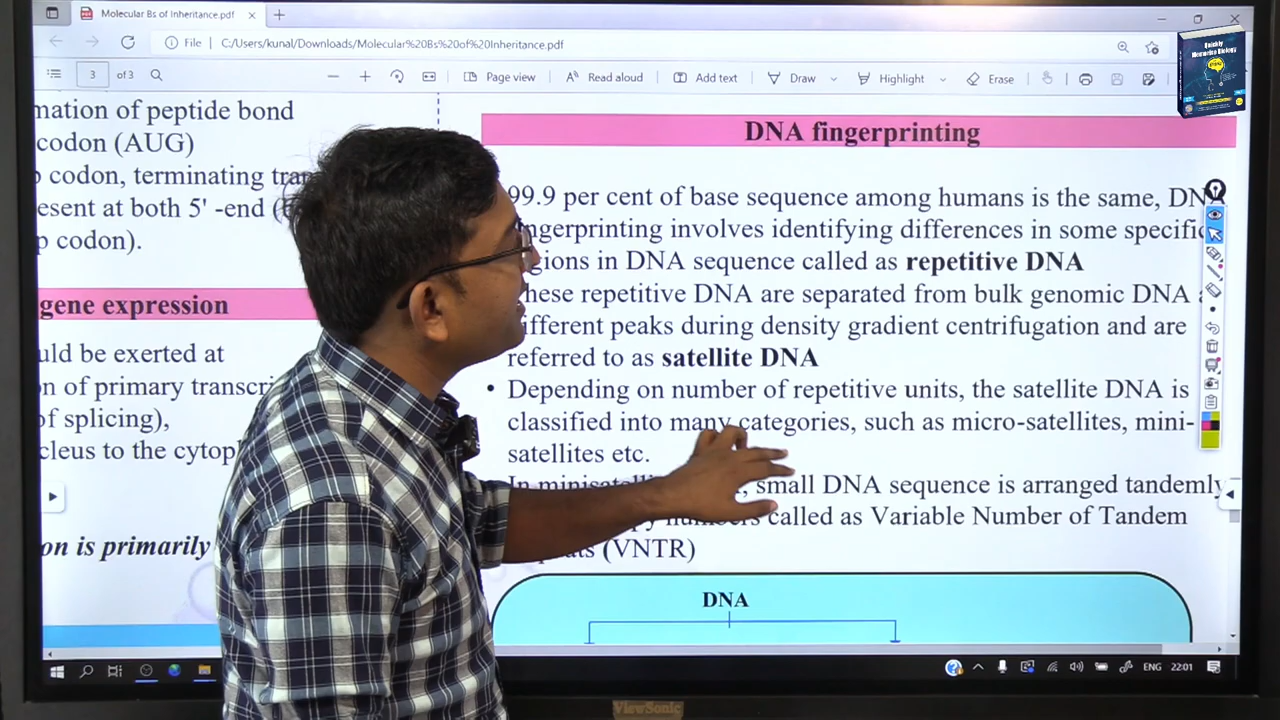 Molecular Bs of Inheritance.pdf
File C:/Users/kunal/Downloads/Molecular%20Bs%20of%20Inheritance.pdf
3 of 3 Page view Read aloud Add text Draw Highlight Erase
Quickly
Memorise Biology
mation of peptide bond
codon (AUG)
codon, terminating
esent at both 5' -end
p codon).
gene expression
uld be exerted at
on of primary transcri
of splicing),
cleus to the cytop
on is primarily
DNA fingerprinting
99.9 per cent of base sequence among humans is the same, DN
ngerprinting involves identifying differences in some specific
gions in DNA sequence called as repetitive DNA
hese repetitive DNA are separated from bulk genomic DNA
ifferent peaks during density gradient centrifugation and are
referred to as satellite DNA
• Depending on number of repetitive units, the satellite DNA is
classified into many categories, such as micro-satellites, mini-
satellites etc.
In small DNA sequence is arranged tandemly
numbers called as Variable Number of Tandem
(VNTR)
DNA
ENG 22:01
ViewSonic